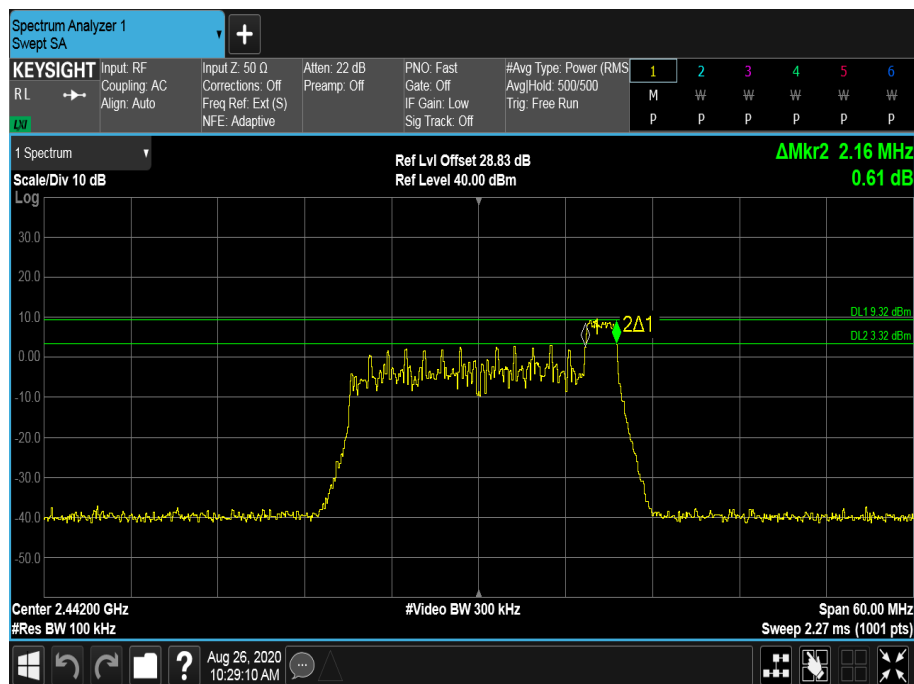 Spectrum Analyzer 1
Swept SA
KEYSIGHT
RL
LXI
Input: RF
Coupling: AC
Align: Auto
Input Z: 50 Ω
Corrections: Off
Freq Ref: Ext (S)
NFE: Adaptive
Atten: 22 dB
Preamp: Off
PNO: Fast
Gate: Off
IF Gain: Low
Sig Track: Off
#Avg Type: Power (RMS
Avg|Hold: 500/500
Trig: Free Run
1 2 3 4 5 6
M W W W W W
P P P P P P
1 Spectrum
Scale/Div 10 dB
Log
Ref Lvl Offset 28.83 dB
Ref Level 40.00 dBm
ΔMkr2 2.16 MHz
0.61 dB
30.0
20.0
10.0
DL1 9.32 dBm
2Δ1
DL2 3.32 dBm
0.00
-10.0
-20.0
-30.0
-40.0
-50.0
Center 2.44200 GHz
#Video BW 300 kHz
Span 60.00 MHz
#Res BW 100 kHz
Sweep 2.27 ms (1001 pts)
?
Aug 26, 2020
10:29:10 AM